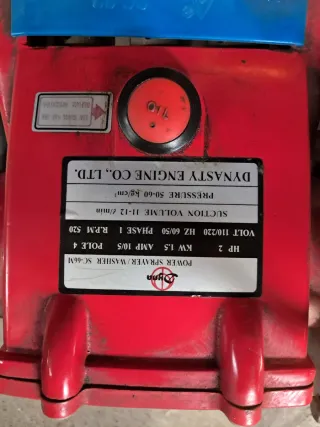 Dyna
POWER SPRAYER / WASHER SC-46M
HP 2 KW 1.5 AMP 10/5 POLE 4
VOLT 110/220 HZ 60/50 PHASE 1 R.P.M 520
SUCTION VOLUME 11-12 ℓ/min
PRESSURE 50-60 kg/cm²
DYNASTY ENGINE CO., LTD.
OIL